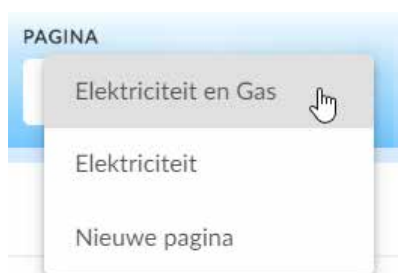 PAGINA
Elektriciteit en Gas
Elektriciteit
Nieuwe pagina